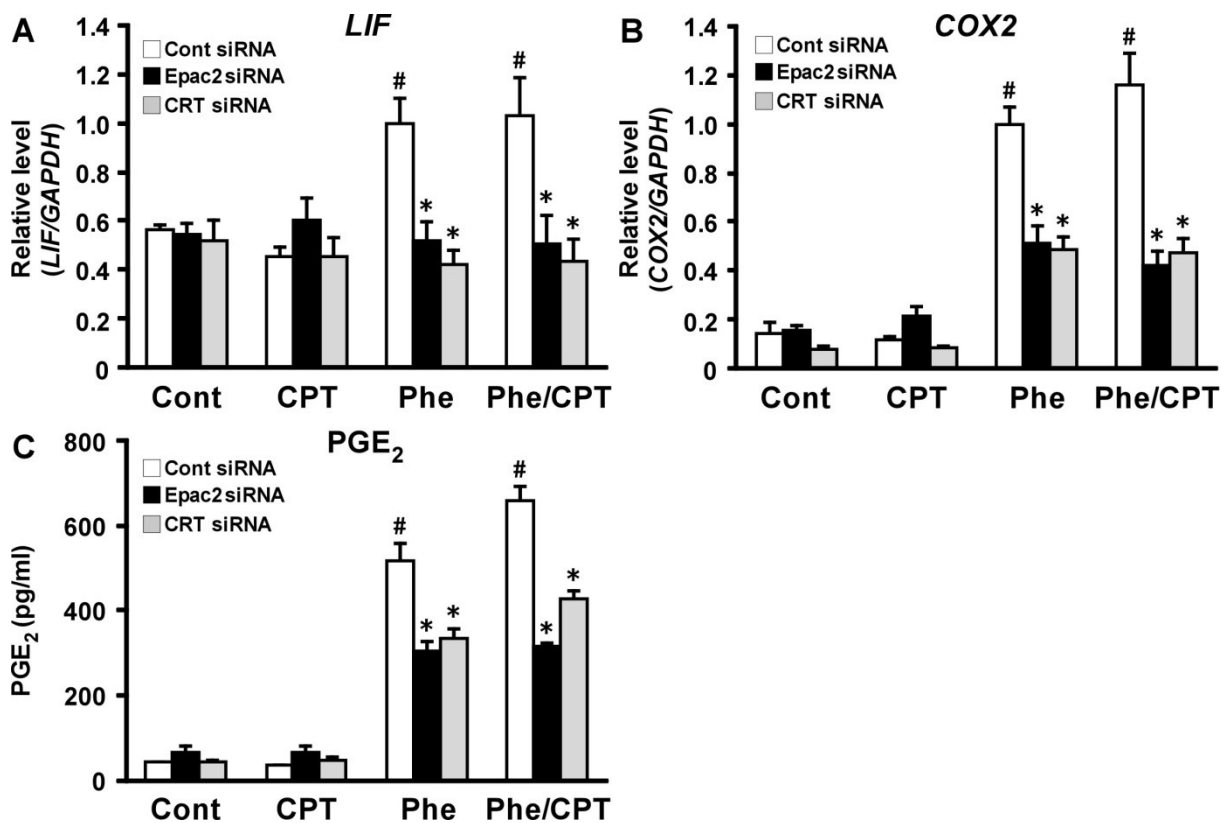 A
LIF
Relative level
(LIF/GAPDH)
1.4
1.2
1.0
0.8
0.6
0.4
0.2
0
Cont siRNA
Epac2 siRNA
CRT siRNA
#
#
*
*
*
*
Cont
CPT
Phe
Phe/CPT
B
COX2
Relative level
(COX2/GAPDH)
1.4
1.2
1.0
0.8
0.6
0.4
0.2
0
Cont siRNA
Epac2 siRNA
CRT siRNA
#
#
*
*
*
*
Cont
CPT
Phe
Phe/CPT
C
PGE₂
PGE₂ (pg/ml)
800
600
400
200
0
Cont siRNA
Epac2 siRNA
CRT siRNA
#
#
*
*
*
*
Cont
CPT
Phe
Phe/CPT